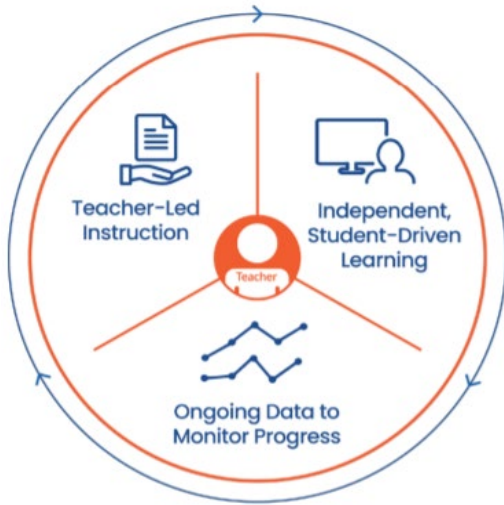 Teacher-Led
Instruction
Independent,
Student-Driven
Learning
Teacher
Ongoing Data to
Monitor Progress